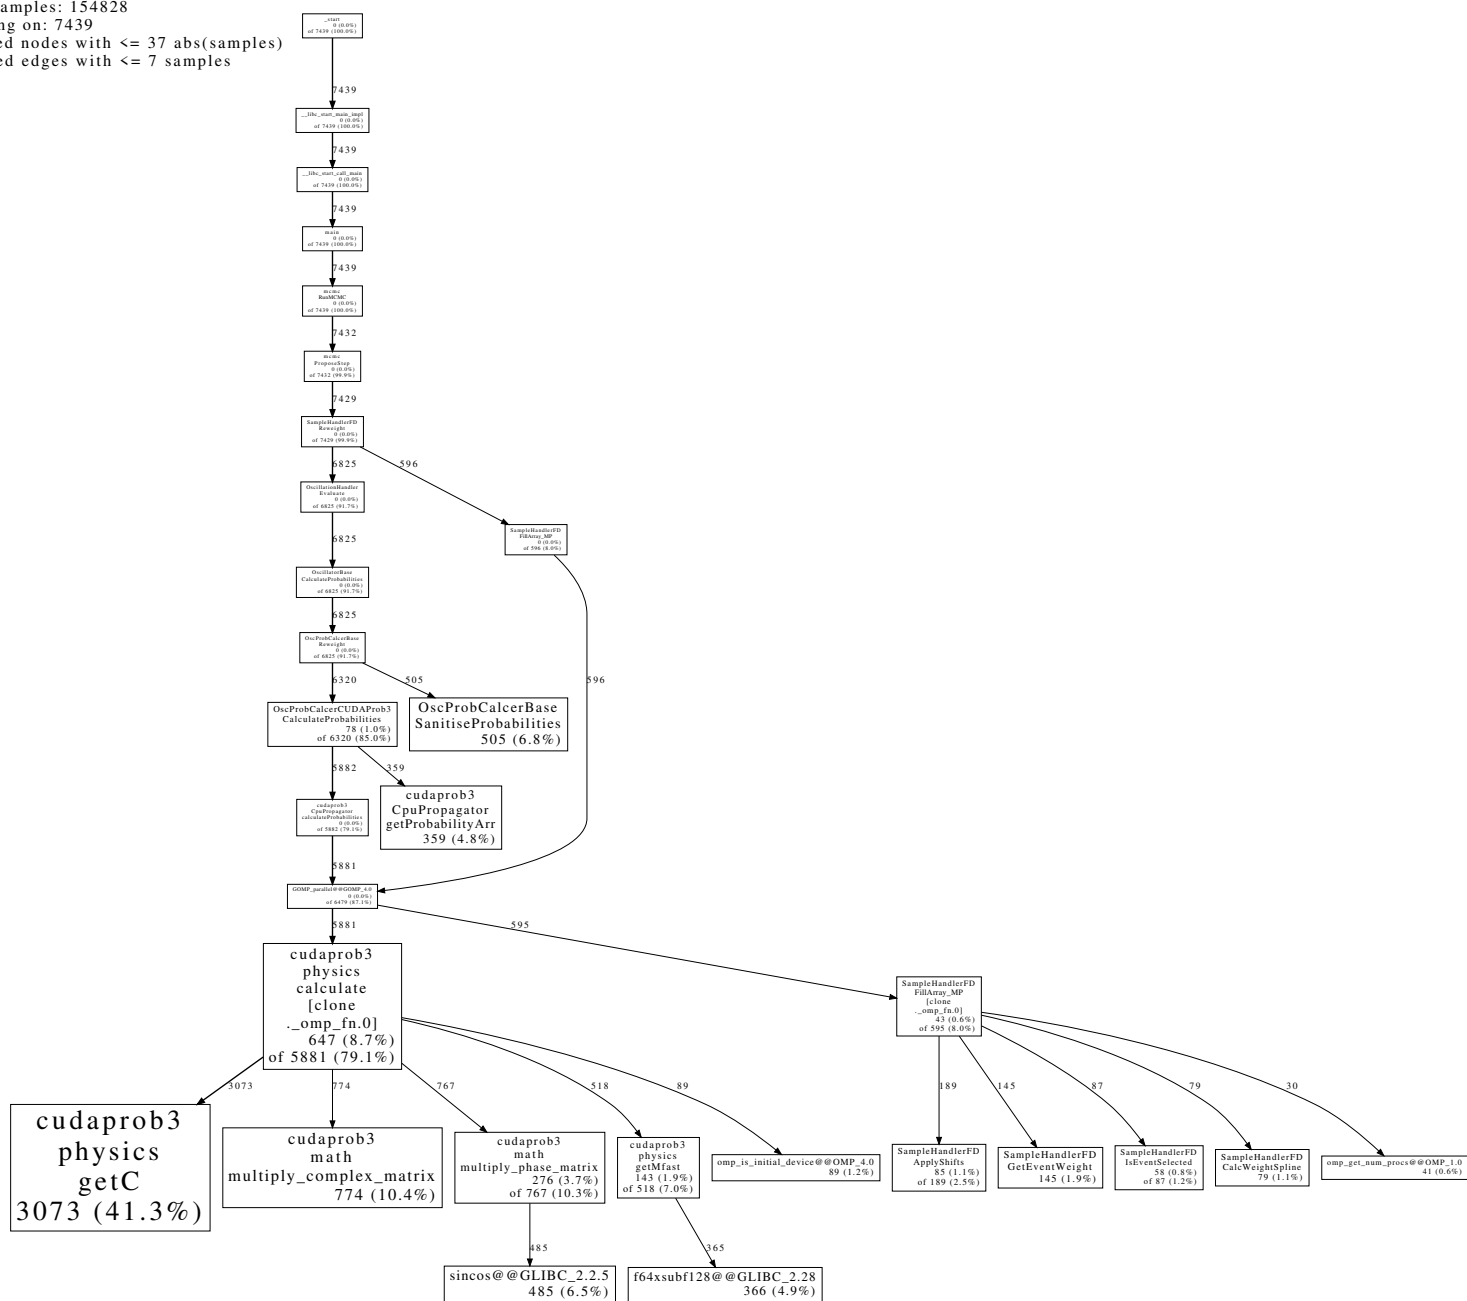 amples: 154828
ng on: 7439
ed nodes with <= 37 abs(samples)
ed edges with <= 7 samples
_start
0 (0.0%)
of 7439 (100.0%)
7439
__libc_start_main_impl
0 (0.0%)
of 7439 (100.0%)
7439
__libc_start_call_main
0 (0.0%)
of 7439 (100.0%)
7439
main
0 (0.0%)
of 7439 (100.0%)
7439
mcmc
RunMCMC
0 (0.0%)
of 7439 (100.0%)
7432
mcmc
ProposeStep
0 (0.0%)
of 7432 (99.9%)
7429
SampleHandlerFD
Reweight
0 (0.0%)
of 7429 (99.9%)
6825
596
OscillationHandler
Evaluate
0 (0.0%)
of 6825 (91.7%)
SampleHandlerFD
FillArray_MP
0 (0.0%)
of 596 (8.0%)
6825
OscillatorBase
CalculateProbabilities
0 (0.0%)
of 6825 (91.7%)
6825
OscProbCalcerBase
Reweight
0 (0.0%)
of 6825 (91.7%)
6320
505
596
OscProbCalcerCUDAProb3
CalculateProbabilities
78 (1.0%)
of 6320 (85.0%)
OscProbCalcerBase
SanitiseProbabilities
505 (6.8%)
5882
359
cudaprob3
CpuPropagator
calculateProbabilities
0 (0.0%)
of 5882 (79.1%)
cudaprob3
CpuPropagator
getProbabilityArr
359 (4.8%)
5881
GOMP_parallel@@GOMP_4.0
0 (0.0%)
of 6479 (87.1%)
5881
595
cudaprob3
physics
calculate
[clone
._omp_fn.0]
647 (8.7%)
of 5881 (79.1%)
SampleHandlerFD
FillArray_MP
[clone
._omp_fn.0]
43 (0.6%)
of 595 (8.0%)
3073
774
767
518
89
189
145
87
79
30
cudaprob3
physics
getC
3073 (41.3%)
cudaprob3
math
multiply_complex_matrix
774 (10.4%)
cudaprob3
math
multiply_phase_matrix
276 (3.7%)
of 767 (10.3%)
cudaprob3
physics
getMfast
143 (1.9%)
of 518 (7.0%)
omp_is_initial_device@@OMP_4.0
89 (1.2%)
SampleHandlerFD
ApplyShifts
85 (1.1%)
of 189 (2.5%)
SampleHandlerFD
GetEventWeight
145 (1.9%)
SampleHandlerFD
IsEventSelected
58 (0.8%)
of 87 (1.2%)
SampleHandlerFD
CalcWeightSpline
79 (1.1%)
omp_get_num_procs@@OMP_1.0
41 (0.6%)
485
365
sincos@@GLIBC_2.2.5
485 (6.5%)
f64xsubf128@@GLIBC_2.28
366 (4.9%)